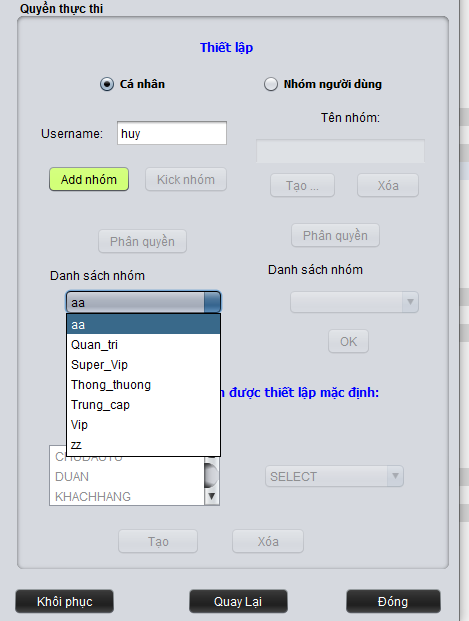 Quyền thực thi
Thiết lập
Cá nhân
Nhóm người dùng
Tên nhóm:
Username:
huy
Add nhóm
Kick nhóm
Tạo ...
Xóa
Phân quyền
Phân quyền
Danh sách nhóm
Danh sách nhóm
aa
aa
Quan_tri
Super_Vip
Thong_thuong
Trung_cap
Vip
zz
OK
được thiết lập mặc định:
DUAN
KHACHHANG
SELECT
Tạo
Xóa
Khôi phục
Quay Lại
Đóng